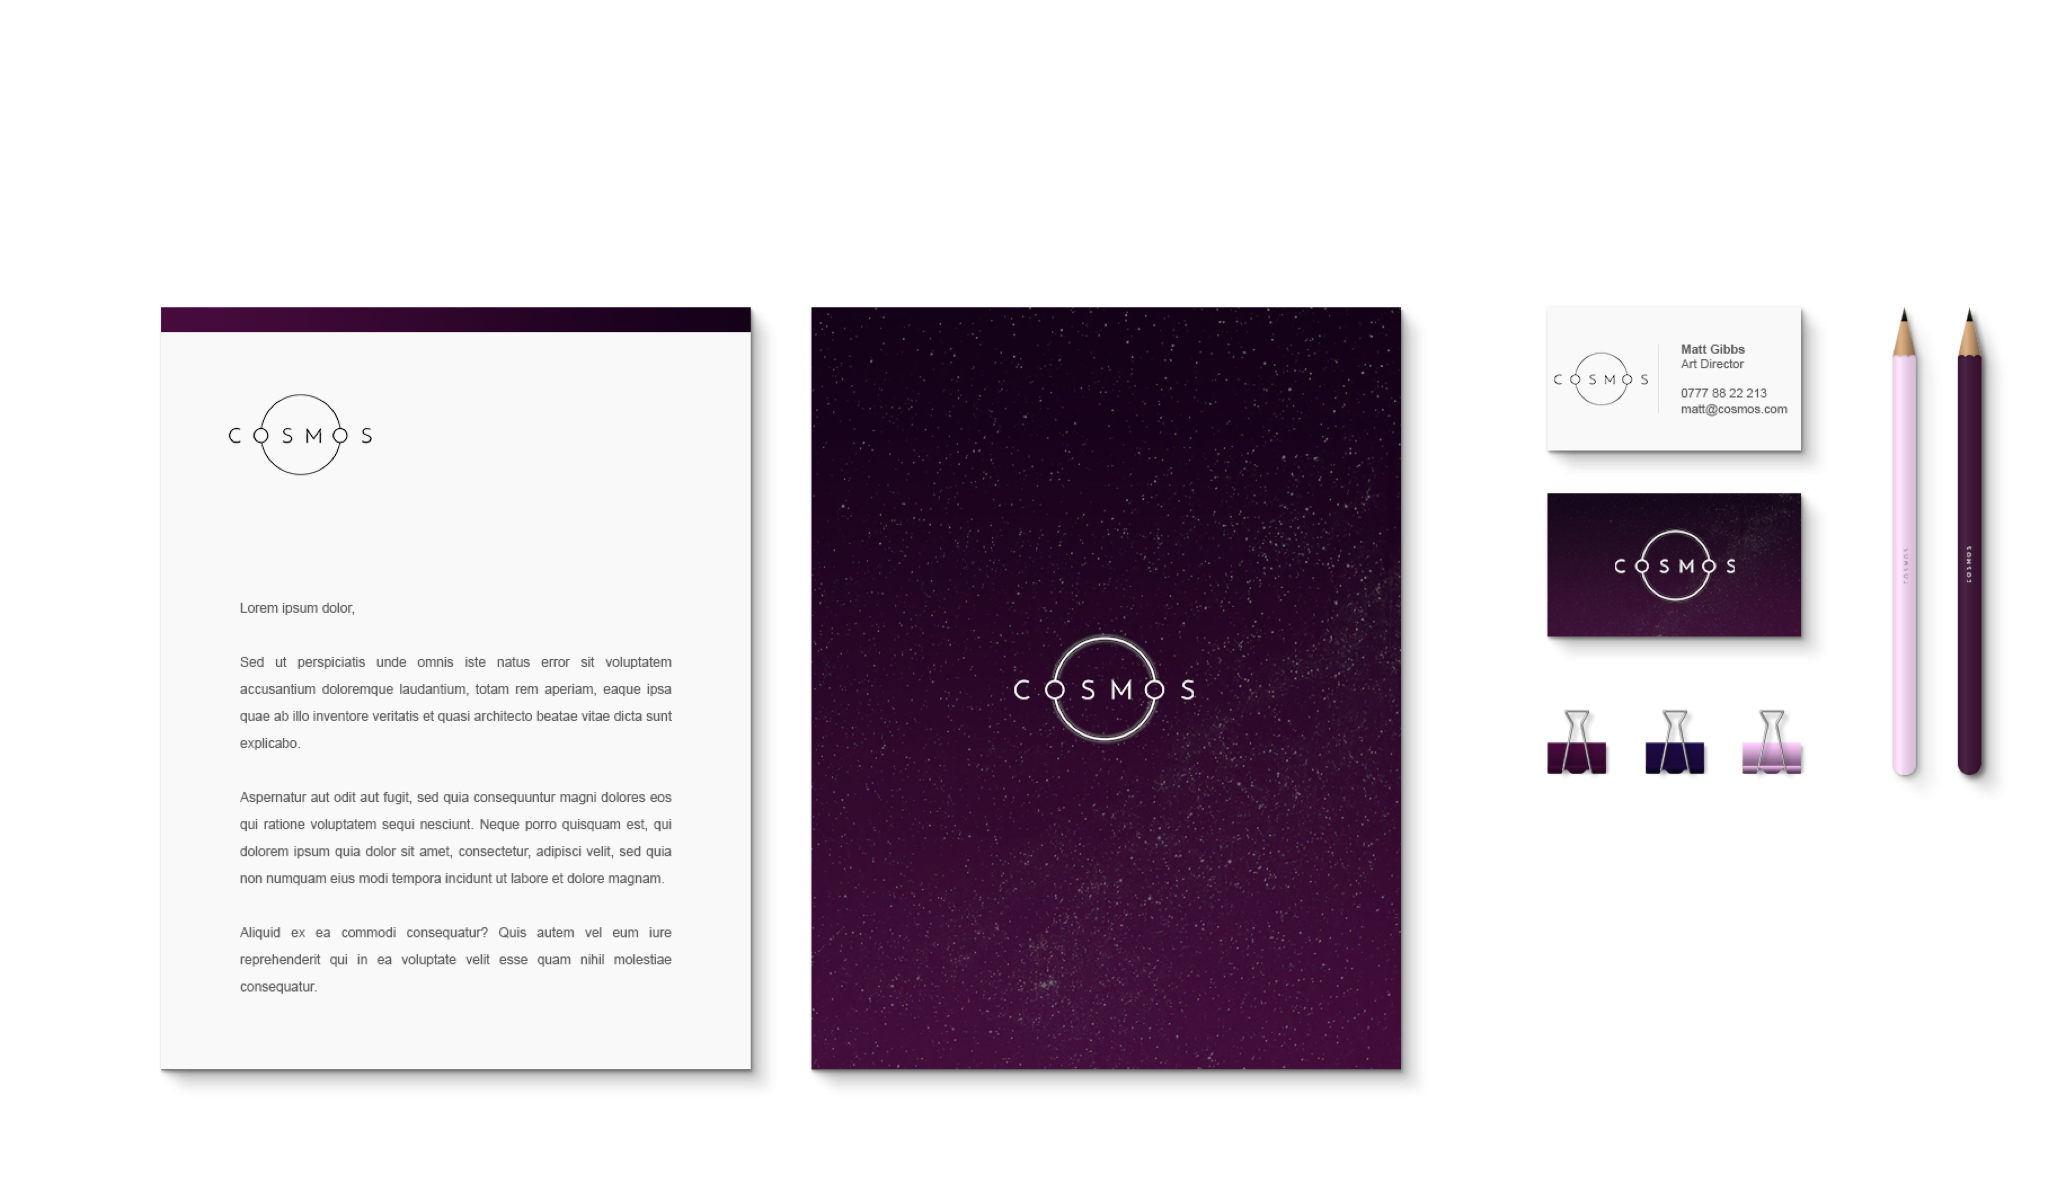 COSMOS
Lorem ipsum dolor,
Sed ut perspiciatis unde omnis iste natus error sit voluptatem
accusantium doloremque laudantium, totam rem aperiam, eaque ipsa
quae ab illo inventore veritatis et quasi architecto beatae vitae dicta sunt
explicabo.
Aspernatur aut odit aut fugit, sed quia consequuntur magni dolores eos
qui ratione voluptatem sequi nesciunt. Neque porro quisquam est, qui
dolorem ipsum quia dolor sit amet, consectetur, adipisci velit, sed quia
non numquam eius modi tempora incidunt ut labore et dolore magnam.
Aliquid ex ea commodi consequatur? Quis autem vel eum iure
reprehenderit qui in ea voluptate velit esse quam nihil molestiae
consequatur.
COSMOS
COSMOS
Matt Gibbs
Art Director
0777 88 22 213
matt@cosmos.com
COSMOS
COSMOS
COSMOS